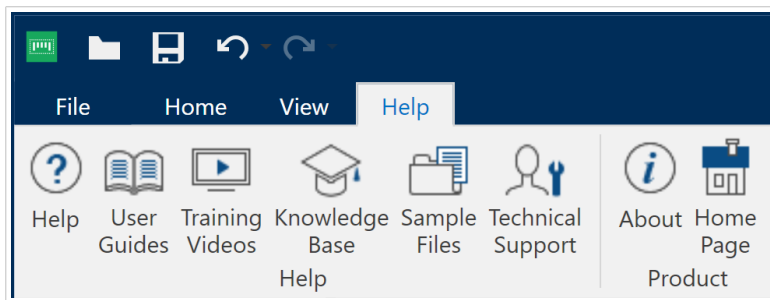 File Home View Help
Help User Guides Training Videos Knowledge Base Sample Files Technical Support About Home Page
Help Product